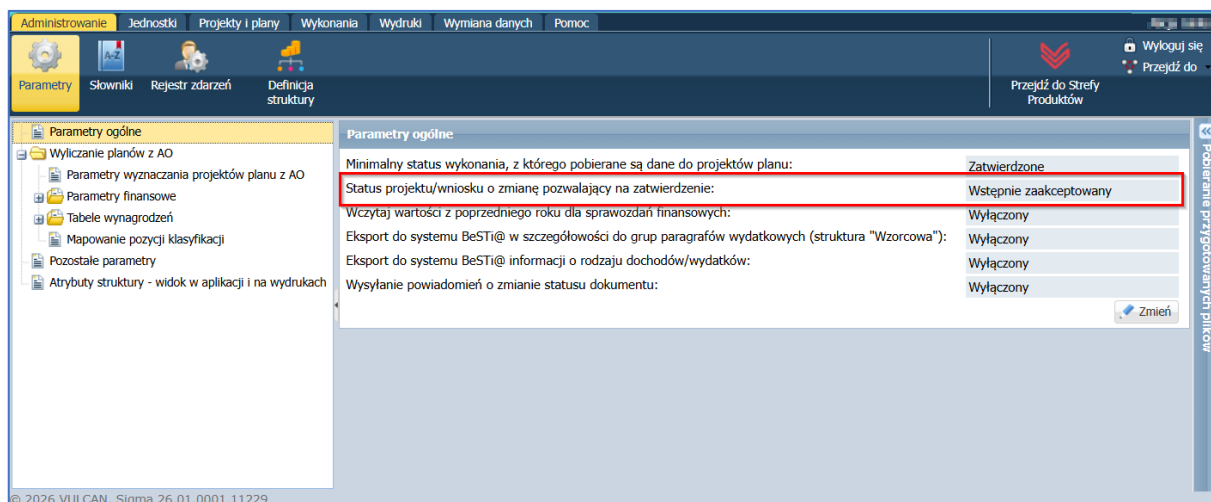 Administrowanie Jednostki Projekty i plany Wykonania Wydruki Wymiana danych Pomoc
Wyloguj się
Przejdź do
Parametry Słowniki Rejestr zdarzeń Definicja struktury
Przejdź do Strefy Produktów
Parametry ogólne
Wyliczanie planów z AO
Parametry wyznaczania projektów planu z AO
Parametry finansowe
Tabele wynagrodzeń
Mapowanie pozycji klasyfikacji
Pozostałe parametry
Atrybuty struktury - widok w aplikacji i na wydrukach
Parametry ogólne
Minimalny status wykonania, z którego pobierane są dane do projektów planu: Zatwierdzone
Status projektu/wniosku o zmianę pozwalający na zatwierdzenie: Wstępnie zaakceptowany
Wczytaj wartości z poprzedniego roku dla sprawozdań finansowych: Wyłączony
Eksport do systemu BeSTi@ w szczegółowości do grup paragrafów wydatkowych (struktura "Wzorcowa"): Wyłączony
Eksport do systemu BeSTi@ informacji o rodzaju dochodów/wydatków: Wyłączony
Wysyłanie powiadomień o zmianie statusu dokumentu: Wyłączony
Zmień
Pobieranie przygotowanych plików
© 2026 VULCAN, Sigma 26.01.0001.11229